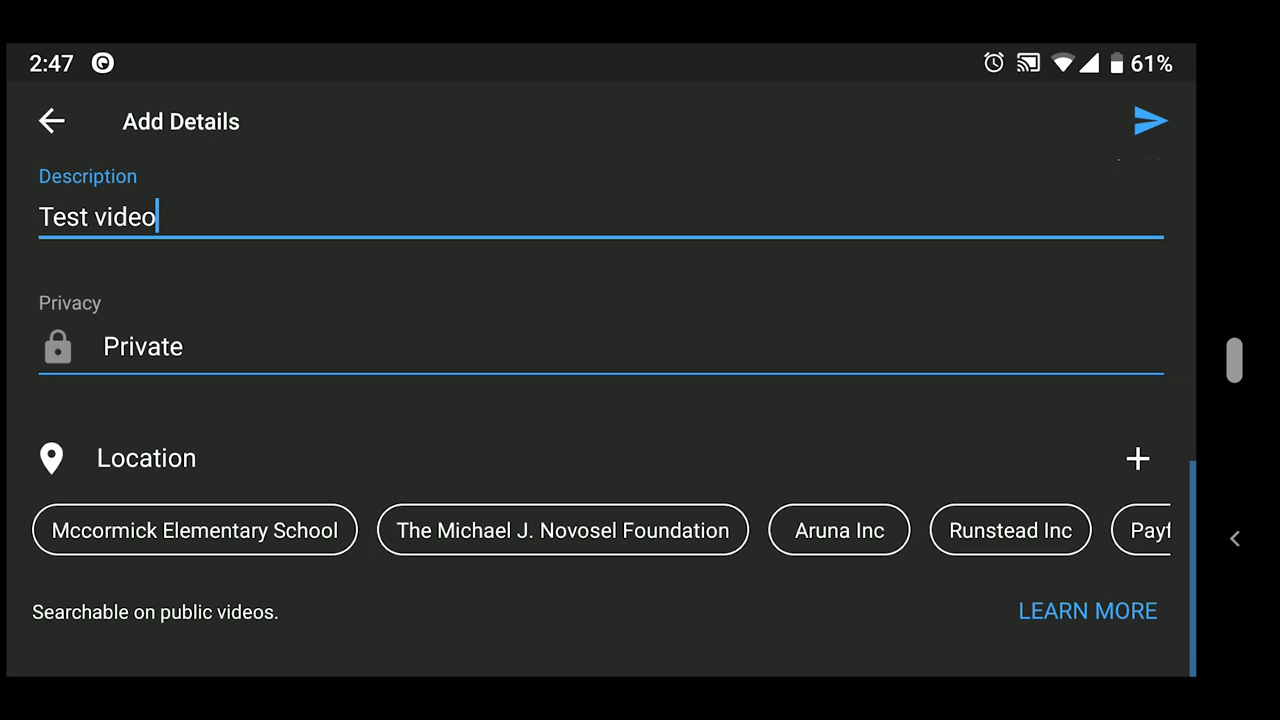 2:47 61%
Add Details
Description
Test video
Privacy
Private
Location
Mccormick Elementary School The Michael J. Novosel Foundation Aruna Inc Runstead Inc
Searchable on public videos. LEARN MORE